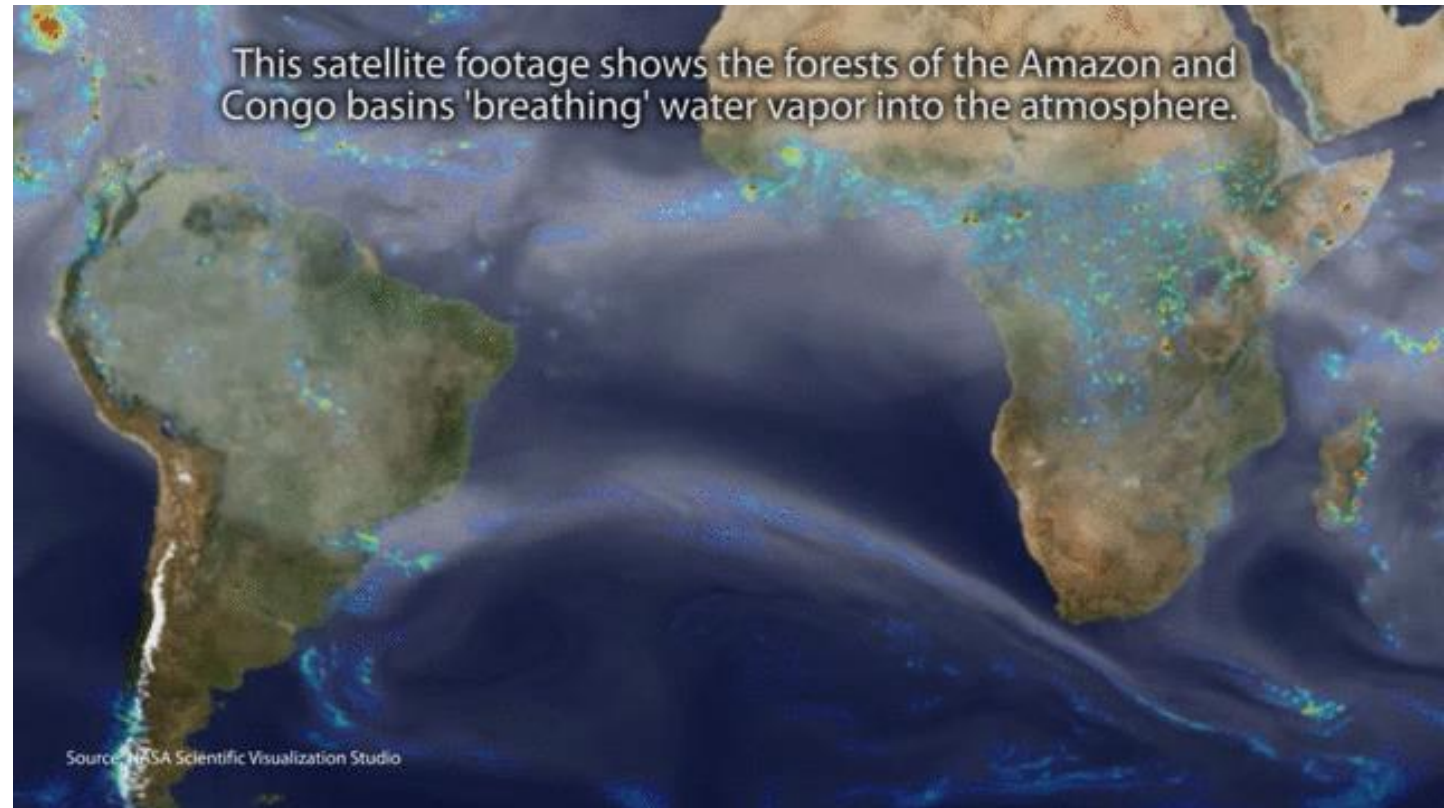 This satellite footage shows the forests of the Amazon and
Congo basins 'breathing' water vapor into the atmosphere.
Source: NASA Scientific Visualization Studio